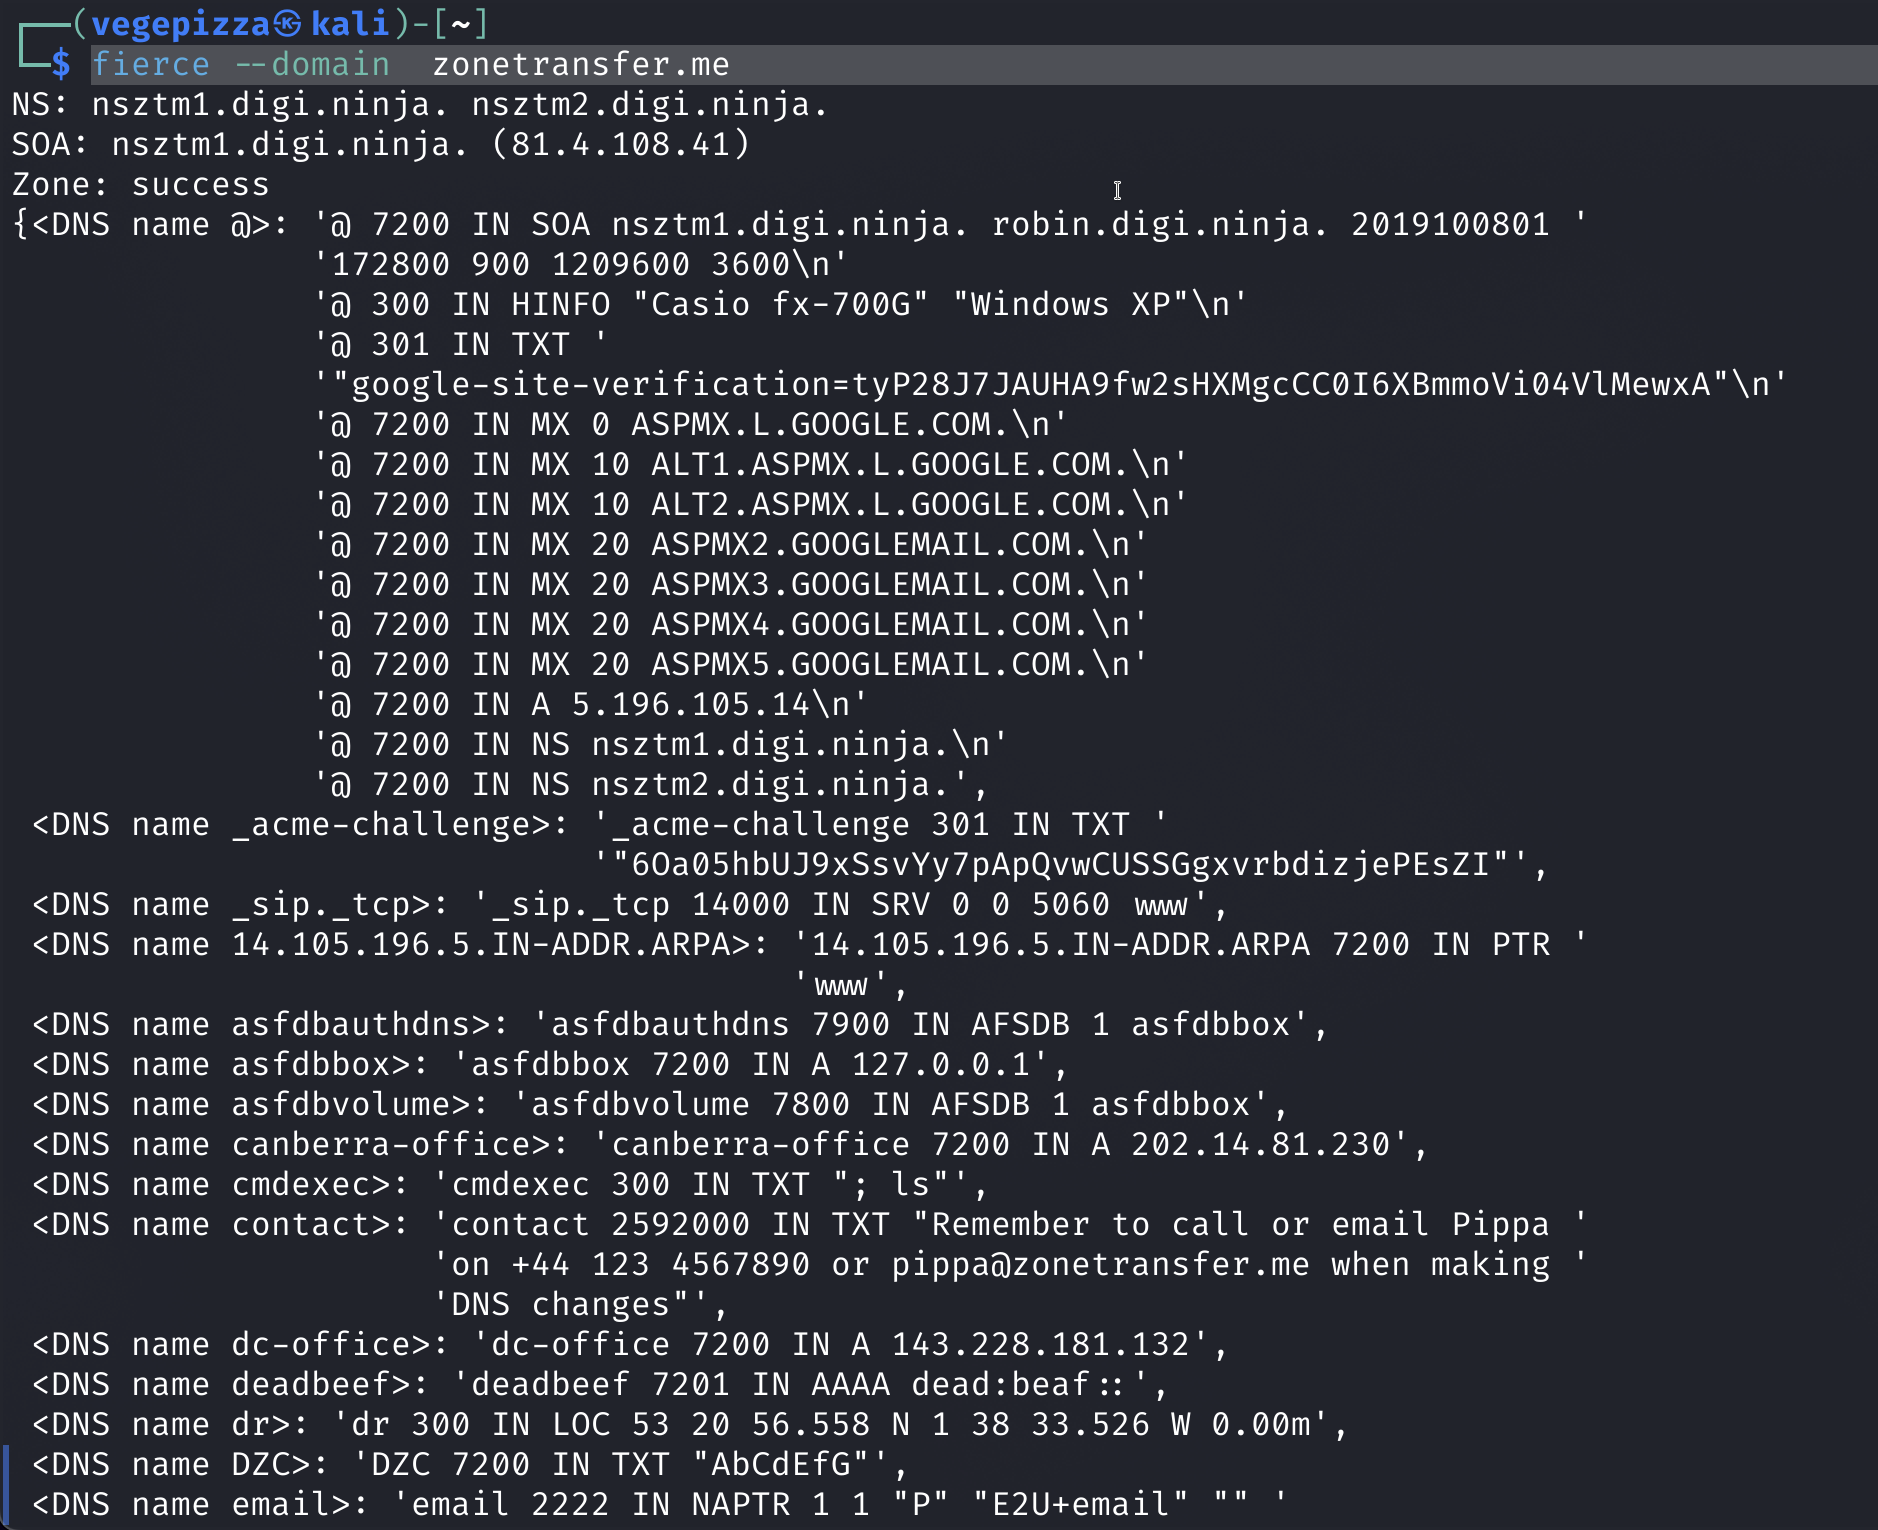 (vegepizza㉿kali)-[~]
$ fierce --domain  zonetransfer.me
NS: nsztm1.digi.ninja. nsztm2.digi.ninja.
SOA: nsztm1.digi.ninja. (81.4.108.41)
Zone: success
{<DNS name @>: '@ 7200 IN SOA nsztm1.digi.ninja. robin.digi.ninja. 2019100801 '
'172800 900 1209600 3600\n'
'@ 300 IN HINFO "Casio fx-700G" "Windows XP"\n'
'@ 301 IN TXT '
'"google-site-verification=tyP28J7JAUHA9fw2sHXMgcCC0I6XBmmoVi04VlMewxA"\n'
'@ 7200 IN MX 0 ASPMX.L.GOOGLE.COM.\n'
'@ 7200 IN MX 10 ALT1.ASPMX.L.GOOGLE.COM.\n'
'@ 7200 IN MX 10 ALT2.ASPMX.L.GOOGLE.COM.\n'
'@ 7200 IN MX 20 ASPMX2.GOOGLEMAIL.COM.\n'
'@ 7200 IN MX 20 ASPMX3.GOOGLEMAIL.COM.\n'
'@ 7200 IN MX 20 ASPMX4.GOOGLEMAIL.COM.\n'
'@ 7200 IN MX 20 ASPMX5.GOOGLEMAIL.COM.\n'
'@ 7200 IN A 5.196.105.14\n'
'@ 7200 IN NS nsztm1.digi.ninja.\n'
'@ 7200 IN NS nsztm2.digi.ninja.',
<DNS name _acme-challenge>: '_acme-challenge 301 IN TXT '
'"6Oa05hbUJ9xSsvYy7pApQvwCUSSGgxvrbdizjePEsZI"',
<DNS name _sip._tcp>: '_sip._tcp 14000 IN SRV 0 0 5060 www',
<DNS name 14.105.196.5.IN-ADDR.ARPA>: '14.105.196.5.IN-ADDR.ARPA 7200 IN PTR '
'www',
<DNS name asfdbauthdns>: 'asfdbauthdns 7900 IN AFSDB 1 asfdbbox',
<DNS name asfdbbox>: 'asfdbbox 7200 IN A 127.0.0.1',
<DNS name asfdbvolume>: 'asfdbvolume 7800 IN AFSDB 1 asfdbbox',
<DNS name canberra-office>: 'canberra-office 7200 IN A 202.14.81.230',
<DNS name cmdexec>: 'cmdexec 300 IN TXT "; ls"',
<DNS name contact>: 'contact 2592000 IN TXT "Remember to call or email Pippa '
'on +44 123 4567890 or pippa@zonetransfer.me when making '
'DNS changes"',
<DNS name dc-office>: 'dc-office 7200 IN A 143.228.181.132',
<DNS name deadbeef>: 'deadbeef 7201 IN AAAA dead:beaf::',
<DNS name dr>: 'dr 300 IN LOC 53 20 56.558 N 1 38 33.526 W 0.00m',
<DNS name DZC>: 'DZC 7200 IN TXT "AbCdEfG"',
<DNS name email>: 'email 2222 IN NAPTR 1 1 "P" "E2U+email" "" '